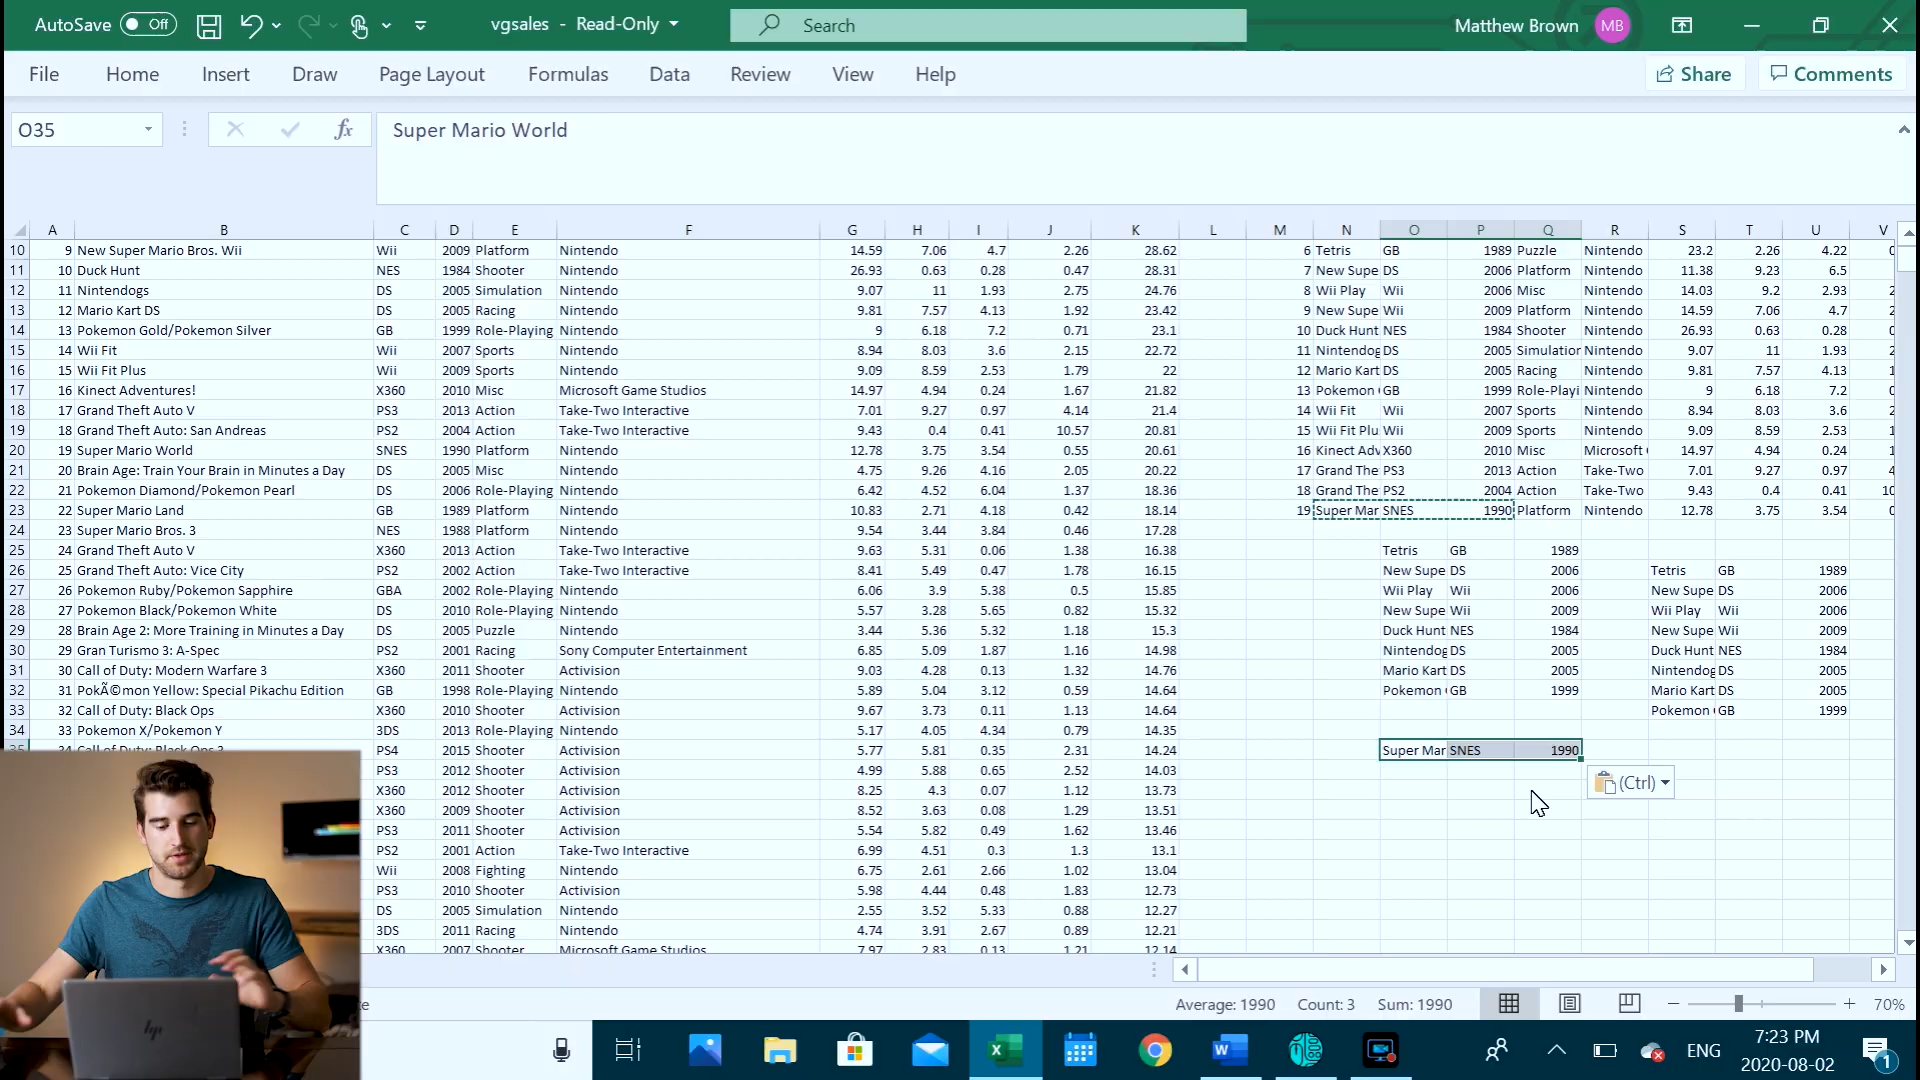 AutoSave Off vgsales - Read-Only Search Matthew Brown MB
File Home Insert Draw Page Layout Formulas Data Review View Help Share Comments
O35 fx Super Mario World
A B C D E F G H I J K L M N O P Q R S T U V
10 9 New Super Mario Bros. Wii Wii 2009 Platform Nintendo 14.59 7.06 4.7 2.26 28.62 6 Tetris GB 1989 Puzzle Nintendo 23.2 2.26 4.22
11 10 Duck Hunt NES 1984 Shooter Nintendo 26.93 0.63 0.28 0.47 28.31 7 New Supe DS 2006 Platform Nintendo 11.38 9.23 6.5
12 11 Nintendogs DS 2005 Simulation Nintendo 9.07 11 1.93 2.75 24.76 8 Wii Play Wii 2006 Misc Nintendo 14.03 9.2 2.93
13 12 Mario Kart DS DS 2005 Racing Nintendo 9.81 7.57 4.13 1.92 23.42 9 New Supe Wii 2009 Platform Nintendo 14.59 7.06 4.7
14 13 Pokemon Gold/Pokemon Silver GB 1999 Role-Playing Nintendo 9 6.18 7.2 0.71 23.1 10 Duck Hunt NES 1984 Shooter Nintendo 26.93 0.63 0.28
15 14 Wii Fit Wii 2007 Sports Nintendo 8.94 8.03 3.6 2.15 22.72 11 Nintendog DS 2005 Simulation Nintendo 9.07 11 1.93
16 15 Wii Fit Plus Wii 2009 Sports Nintendo 9.09 8.59 2.53 1.79 22 12 Mario Kart DS 2005 Racing Nintendo 9.81 7.57 4.13
17 16 Kinect Adventures! X360 2010 Misc Microsoft Game Studios 14.97 4.94 0.24 1.67 21.82 13 Pokemon GB 1999 Role-Playi Nintendo 9 6.18 7.2
18 17 Grand Theft Auto V PS3 2013 Action Take-Two Interactive 7.01 9.27 0.97 4.14 21.4 14 Wii Fit Wii 2007 Sports Nintendo 8.94 8.03 3.6
19 18 Grand Theft Auto: San Andreas PS2 2004 Action Take-Two Interactive 9.43 0.4 0.41 10.57 20.81 15 Wii Fit Plu Wii 2009 Sports Nintendo 9.09 8.59 2.53
20 19 Super Mario World SNES 1990 Platform Nintendo 12.78 3.75 3.54 0.55 20.61 16 Kinect Adv X360 2010 Misc Microsoft 14.97 4.94 0.24
21 20 Brain Age: Train Your Brain in Minutes a Day DS 2005 Misc Nintendo 4.75 9.26 4.16 2.05 20.22 17 Grand The PS3 2013 Action Take-Two 7.01 9.27 0.97
22 21 Pokemon Diamond/Pokemon Pearl DS 2006 Role-Playing Nintendo 6.42 4.52 6.04 1.37 18.36 18 Grand The PS2 2004 Action Take-Two 9.43 0.4 0.41
23 22 Super Mario Land GB 1989 Platform Nintendo 10.83 2.71 4.18 0.42 18.14 19 Super Mar SNES 1990 Platform Nintendo 12.78 3.75 3.54
24 23 Super Mario Bros. 3 NES 1988 Platform Nintendo 9.54 3.44 3.84 0.46 17.28
25 24 Grand Theft Auto V X360 2013 Action Take-Two Interactive 9.63 5.31 0.06 1.38 16.38 Tetris GB 1989
26 25 Grand Theft Auto: Vice City PS2 2002 Action Take-Two Interactive 8.41 5.49 0.47 1.78 16.15 New Supe DS 2006 Tetris GB 1989
27 26 Pokemon Ruby/Pokemon Sapphire GBA 2002 Role-Playing Nintendo 6.06 3.9 5.38 0.5 15.85 Wii Play Wii 2006 New Supe DS 2006
28 27 Pokemon Black/Pokemon White DS 2010 Role-Playing Nintendo 5.57 3.28 5.65 0.82 15.32 New Supe Wii 2009 Wii Play Wii 2006
29 28 Brain Age 2: More Training in Minutes a Day DS 2005 Puzzle Nintendo 3.44 5.36 5.32 1.18 15.3 Duck Hunt NES 1984 New Supe Wii 2009
30 29 Gran Turismo 3: A-Spec PS2 2001 Racing Sony Computer Entertainment 6.85 5.09 1.87 1.16 14.98 Nintendog DS 2005 Duck Hunt NES 1984
31 30 Call of Duty: Modern Warfare 3 X360 2011 Shooter Activision 9.03 4.28 0.13 1.32 14.76 Mario Kart DS 2005 Nintendog DS 2005
32 31 PokÃ©mon Yellow: Special Pikachu Edition GB 1998 Role-Playing Nintendo 5.89 5.04 3.12 0.59 14.64 Pokemon GB 1999 Mario Kart DS 2005
33 32 Call of Duty: Black Ops X360 2010 Shooter Activision 9.67 3.73 0.11 1.13 14.64 Pokemon GB 1999
34 33 Pokemon X/Pokemon Y 3DS 2013 Role-Playing Nintendo 5.17 4.05 4.34 0.79 14.35
35 34 Call of Duty: Black Ops 3 PS4 2015 Shooter Activision 5.77 5.81 0.35 2.31 14.24 Super Mar SNES 1990
PS3 2012 Shooter Activision 4.99 5.88 0.65 2.52 14.03 (Ctrl)
X360 2012 Shooter Activision 8.25 4.3 0.07 1.12 13.73
X360 2009 Shooter Activision 8.52 3.63 0.08 1.29 13.51
PS3 2011 Shooter Activision 5.54 5.82 0.49 1.62 13.46
PS2 2001 Action Take-Two Interactive 6.99 4.51 0.3 1.3 13.1
Wii 2008 Fighting Nintendo 6.75 2.61 2.66 1.02 13.04
PS3 2010 Shooter Activision 5.98 4.44 0.48 1.83 12.73
DS 2005 Simulation Nintendo 2.55 3.52 5.33 0.88 12.27
3DS 2011 Racing Nintendo 4.74 3.91 2.67 0.89 12.21
X360 2007 Shooter Microsoft Game Studios 7.97 2.83 0.13 1.21 12.14
Average: 1990 Count: 3 Sum: 1990 70%
hp
ENG 7:23 PM
2020-08-02 1